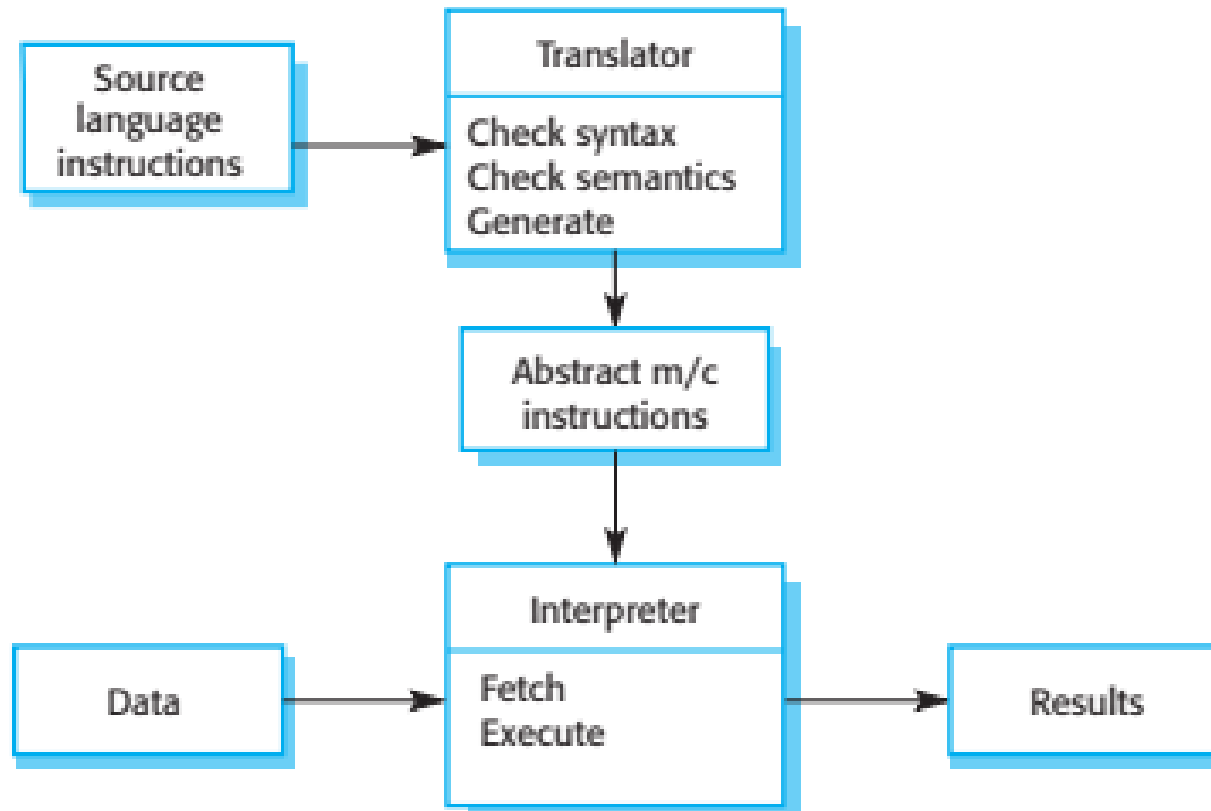 Source
language
instructions
Translator
Check syntax
Check semantics
Generate
Abstract m/c
instructions
Data
Interpreter
Fetch
Execute
Results